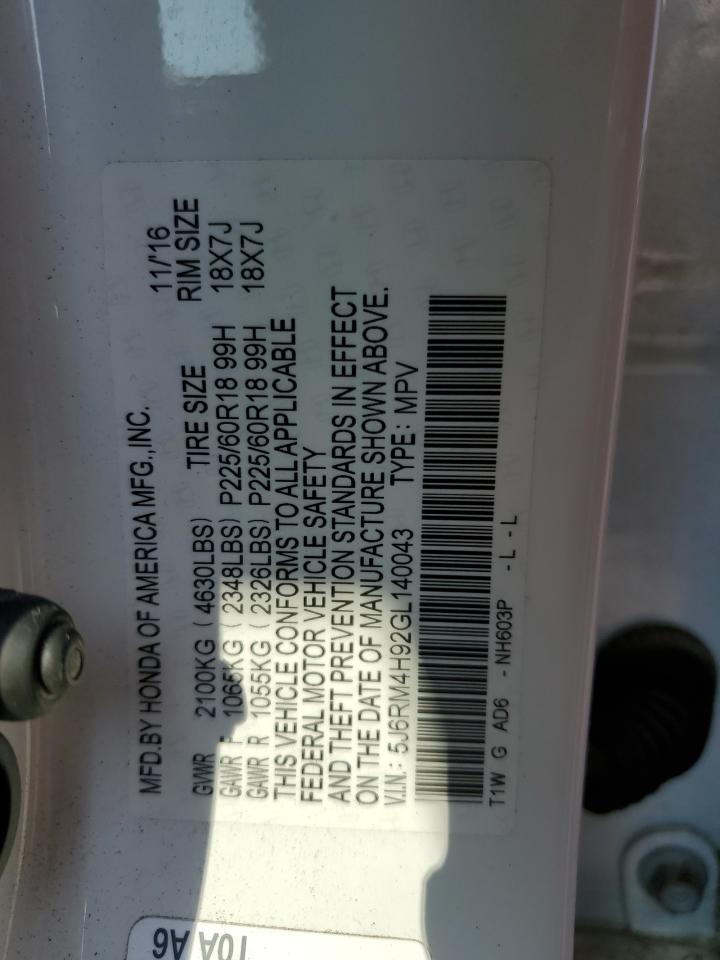 MFD.BY HONDA OF AMERICA MFG.,INC. 11/'16
GVWR 2100KG ( 4630LBS) TIRE SIZE RIM SIZE
GAWR F 1065KG ( 2348LBS) P225/60R18 99H 18X7J
GAWR R 1055KG ( 2326LBS) P225/60R18 99H 18X7J
THIS VEHICLE CONFORMS TO ALL APPLICABLE
FEDERAL MOTOR VEHICLE SAFETY
AND THEFT PREVENTION STANDARDS IN EFFECT
ON THE DATE OF MANUFACTURE SHOWN ABOVE.
V.I.N.: 5J6RM4H92GL140043 TYPE: MPV
T1W G AD6 - NH603P - L - L
10A A6